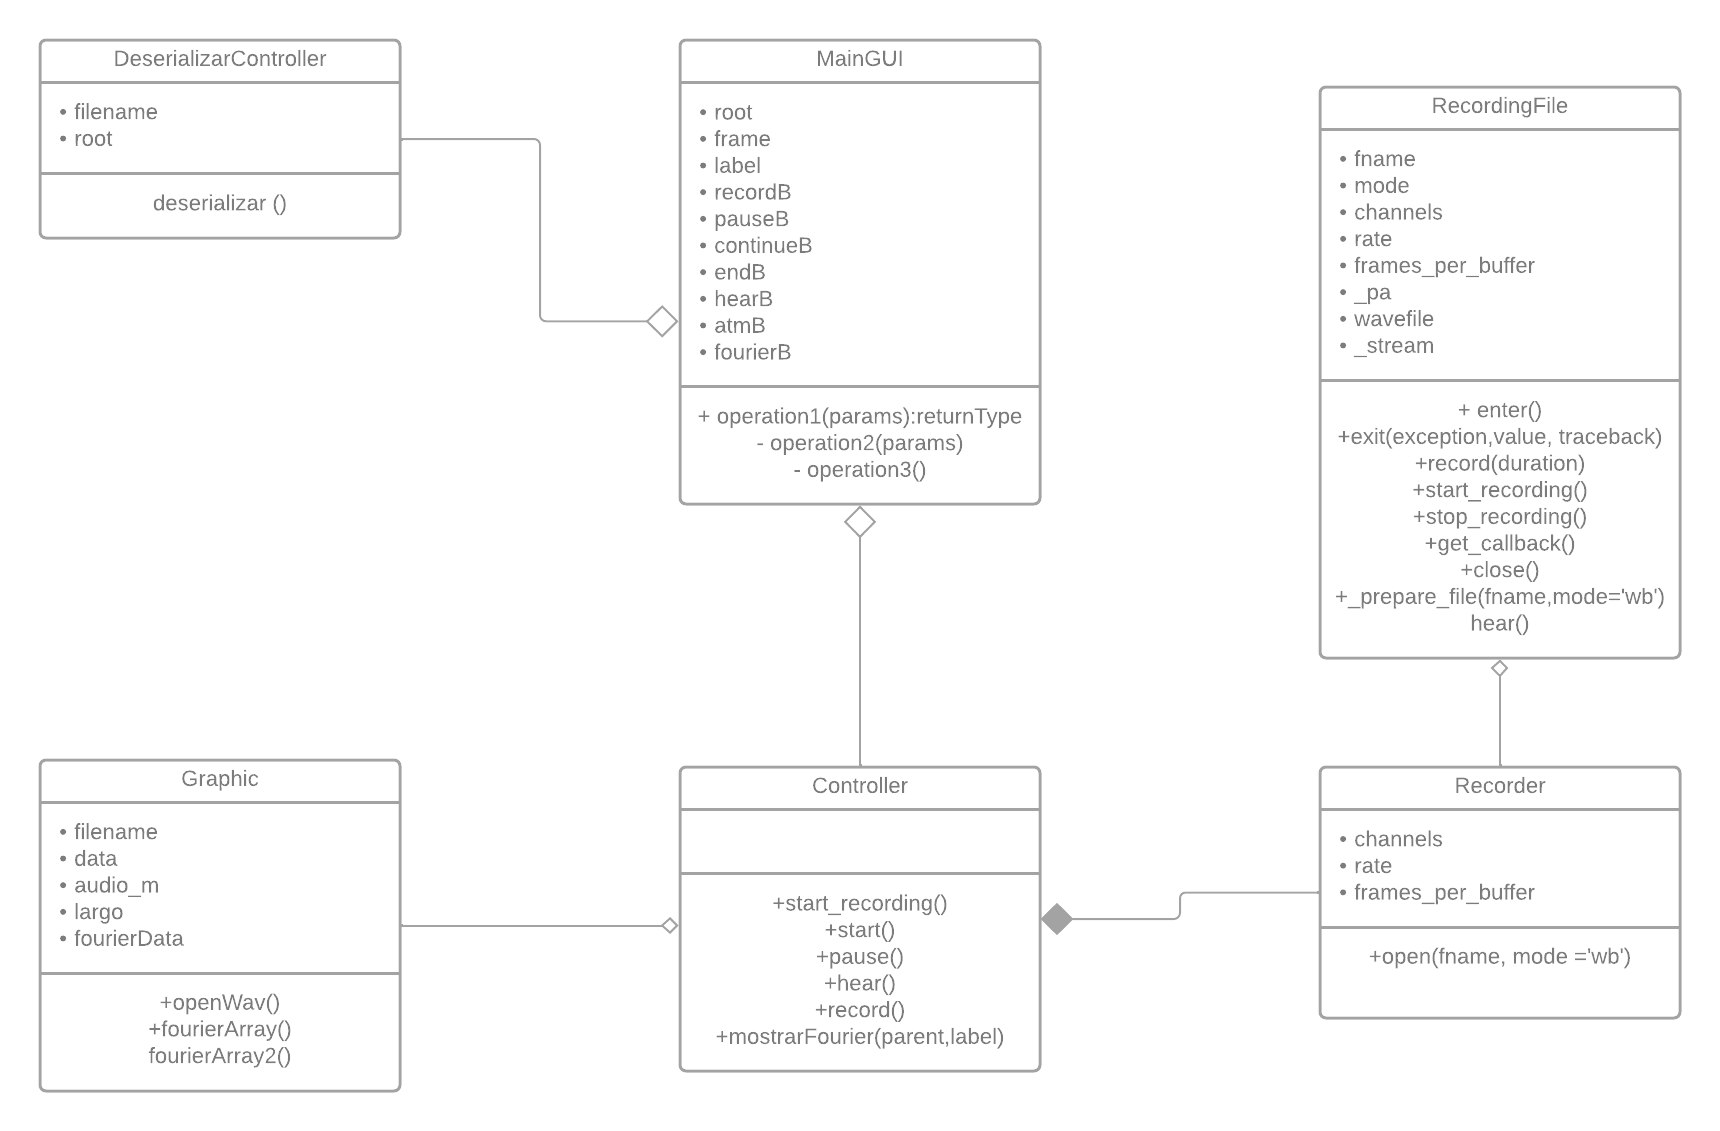 DeserializarController
• filename
• root
deserializar ()
MainGUI
• root
• frame
• label
• recordB
• pauseB
• continueB
• endB
• hearB
• atmB
• fourierB
+ operation1(params):returnType
- operation2(params)
- operation3()
RecordingFile
• fname
• mode
• channels
• rate
• frames_per_buffer
• _pa
• wavefile
• _stream
+ enter()
+exit(exception,value, traceback)
+record(duration)
+start_recording()
+stop_recording()
+get_callback()
+close()
+_prepare_file(fname,mode='wb')
hear()
Graphic
• filename
• data
• audio_m
• largo
• fourierData
+openWav()
+fourierArray()
fourierArray2()
Controller
+start_recording()
+start()
+pause()
+hear()
+record()
+mostrarFourier(parent,label)
Recorder
• channels
• rate
• frames_per_buffer
+open(fname, mode ='wb')